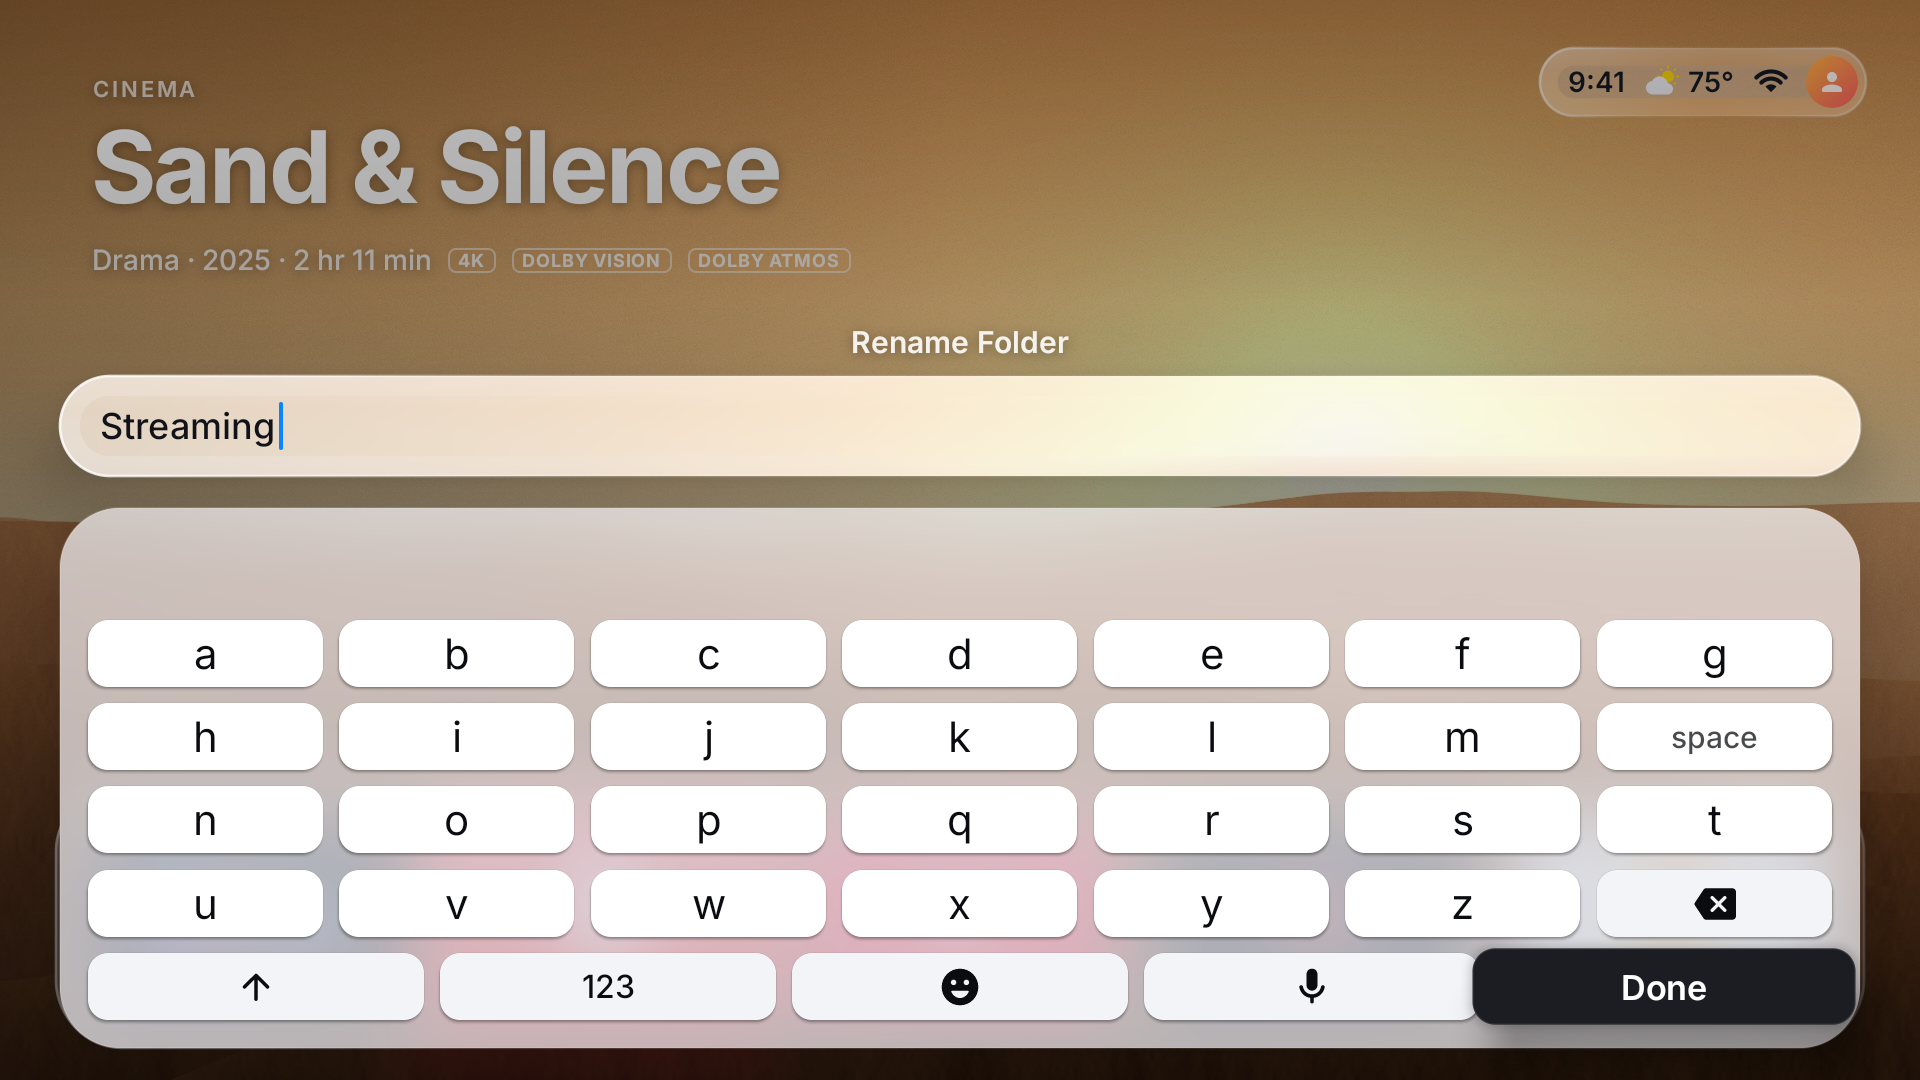 CINEMA
9:41 75°
Sand & Silence
Drama · 2025 · 2 hr 11 min 4K DOLBY VISION DOLBY ATMOS
Rename Folder
Streaming
a b c d e f g
h i j k l m space
n o p q r s t
u v w x y z
123 Done